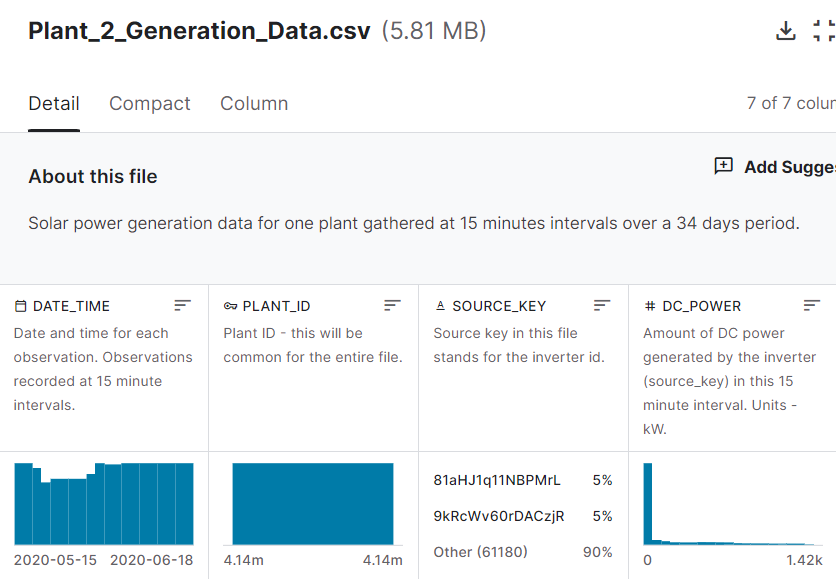 Plant_2_Generation_Data.csv (5.81 MB)
Detail Compact Column 7 of 7 colur
About this file
Add Sugge
Solar power generation data for one plant gathered at 15 minutes intervals over a 34 days period.
DATE_TIME
Date and time for each
observation. Observations
recorded at 15 minute
intervals.
2020-05-15 2020-06-18
PLANT_ID
Plant ID - this will be
common for the entire file.
4.14m 4.14m
SOURCE_KEY
Source key in this file
stands for the inverter id.
81aHJ1q11NBPMrL 5%
9kRcWv60rDACzjR 5%
Other (61180) 90%
DC_POWER
Amount of DC power
generated by the inverter
(source_key) in this 15
minute interval. Units -
kW.
0 1.42k